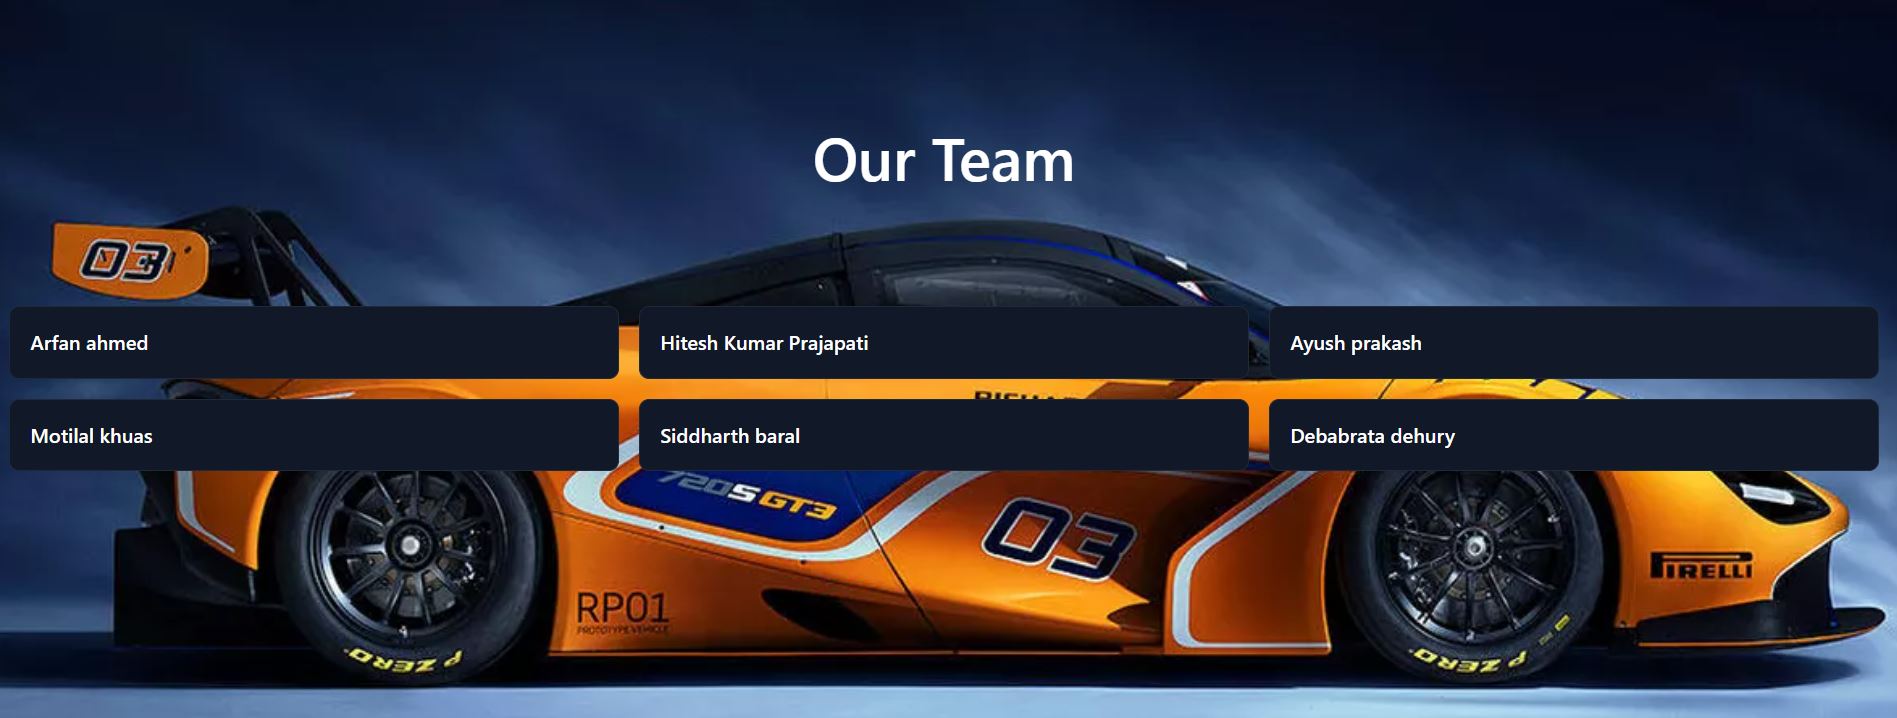 Our Team
03
Arfan ahmed
Hitesh Kumar Prajapati
Ayush prakash
Motilal khuas
Siddharth baral
Debabrata dehury
720S GT3
03
PIRELLI
RP01
PROTOTYPE VEHICLE
P ZERO
P ZERO